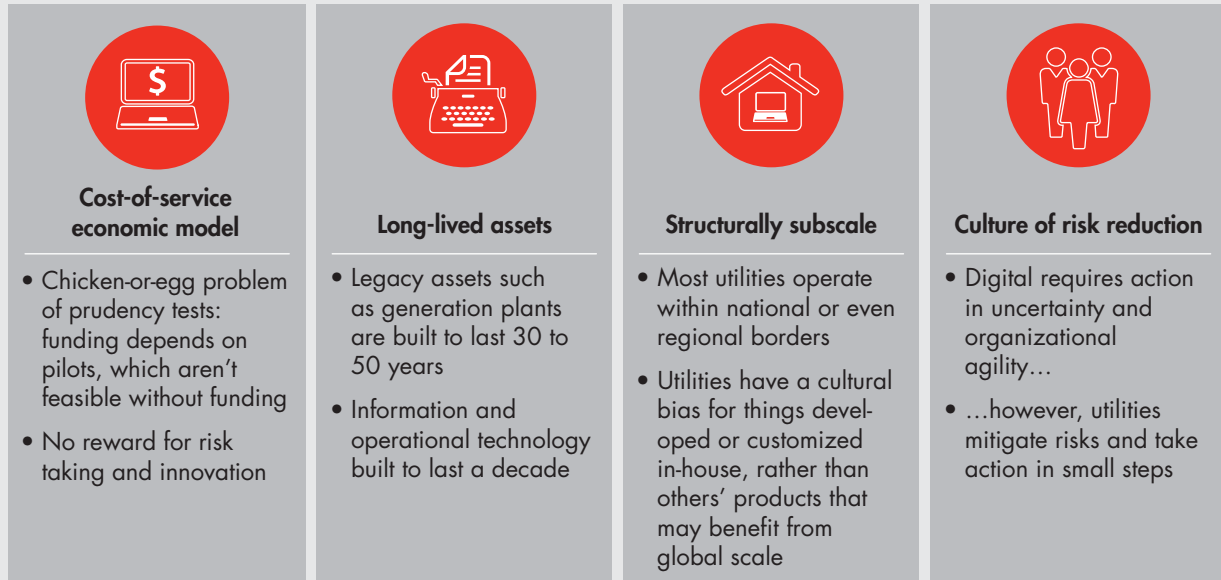 $
Cost-of-service
economic model
• Chicken-or-egg problem
of prudency tests:
funding depends on
pilots, which aren’t
feasible without funding
• No reward for risk
taking and innovation
Long-lived assets
• Legacy assets such
as generation plants
are built to last 30 to
50 years
• Information and
operational technology
built to last a decade
Structurally subscale
• Most utilities operate
within national or even
regional borders
• Utilities have a cultural
bias for things devel-
oped or customized
in-house, rather than
others’ products that
may benefit from
global scale
Culture of risk reduction
• Digital requires action
in uncertainty and
organizational
agility…
• …however, utilities
mitigate risks and take
action in small steps